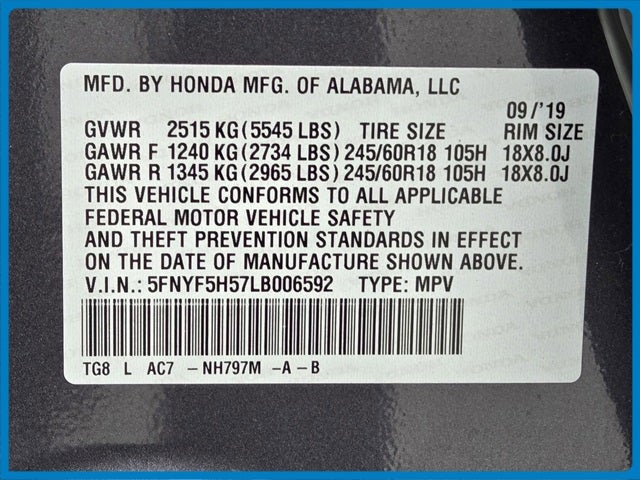 MFD. BY HONDA MFG. OF ALABAMA, LLC
09/'19
GVWR 2515 KG(5545 LBS) TIRE SIZE RIM SIZE
GAWR F 1240 KG(2734 LBS) 245/60R18 105H 18X8.0J
GAWR R 1345 KG(2965 LBS) 245/60R18 105H 18X8.0J
THIS VEHICLE CONFORMS TO ALL APPLICABLE
FEDERAL MOTOR VEHICLE SAFETY
AND THEFT PREVENTION STANDARDS IN EFFECT
ON THE DATE OF MANUFACTURE SHOWN ABOVE.
V.I.N.: 5FNYF5H57LB006592 TYPE: MPV
TG8 L AC7 -NH797M -A-B